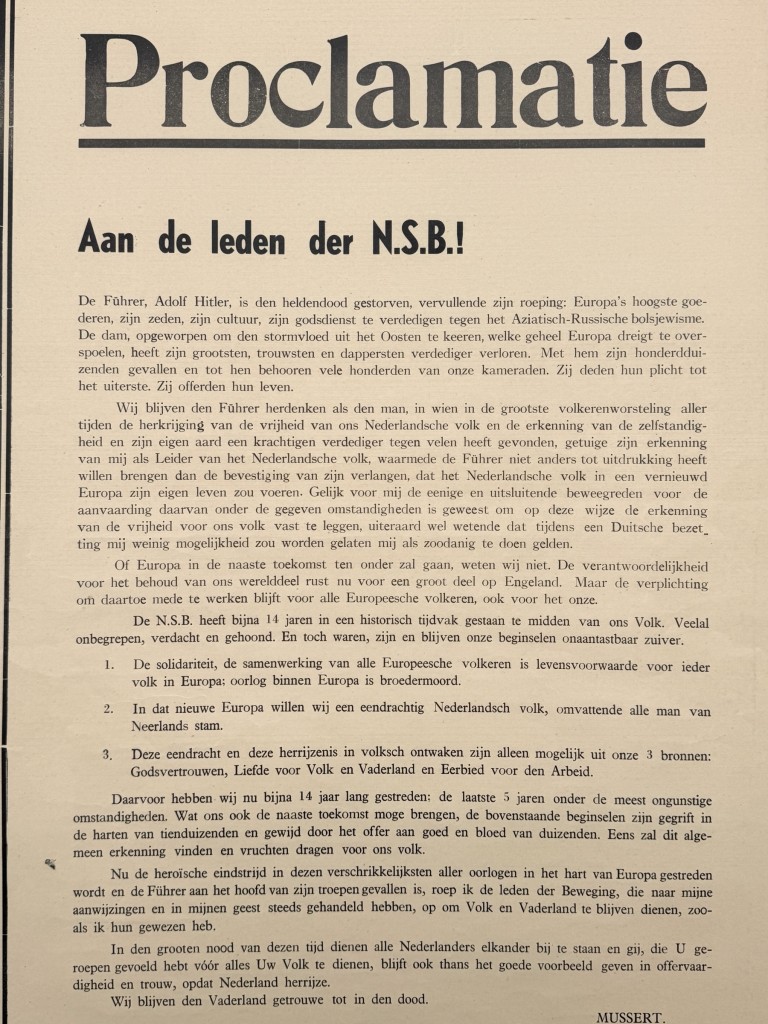 Proclamatie
Aan de leden der N.S.B.!
De Führer, Adolf Hitler, is den heldendood gestorven, vervullende zijn roeping: Europa's hoogste goe-
deren, zijn zeden, zijn cultuur, zijn godsdienst te verdedigen tegen het Aziatisch-Russische bolsjewisme.
De dam, opgeworpen om den stormvloed uit het Oosten te keeren, welke geheel Europa dreigt te over-
spoelen, heeft zijn grootsten, trouwsten en dappersten verdediger verloren. Met hem zijn honderddui-
zenden gevallen en tot hen behooren vele honderden van onze kameraden. Zij deden hun plicht tot
het uiterste. Zij offerden hun leven.
Wij blijven den Führer herdenken als den man, in wien in de grootste volkerenworsteling aller
tijden de herkrijging van de vrijheid van ons Nederlandsche volk en de erkenning van de zelfstandig-
heid en zijn eigen aard een krachtigen verdediger tegen velen heeft gevonden, getuige zijn erkenning
van mij als Leider van het Nederlandsche volk, waarmede de Führer niet anders tot uitdrukking heeft
willen brengen dan de bevestiging van zijn verlangen, dat het Nederlandsche volk in een vernieuwd
Europa zijn eigen leven zou voeren. Gelijk voor mij de eenige en uitsluitende beweegreden voor de
aanvaarding daarvan onder de gegeven omstandigheden is geweest om op deze wijze de erkenning
van de vrijheid voor ons volk vast te leggen, uiteraard wel wetende dat tijdens een Duitsche bezet_
ting mij weinig mogelijkheid zou worden gelaten mij als zoodanig te doen gelden.
Of Europa in de naaste toekomst ten onder zal gaan, weten wij niet. De verantwoordelijkheid
voor het behoud van ons werelddeel rust nu voor een groot deel op Engeland. Maar de verplichting
om daartoe mede te werken blijft voor alle Europeesche volkeren, ook voor het onze.
De N.S.B. heeft bijna 14 jaren in een historisch tijdvak gestaan te midden van ons Volk. Veelal
onbegrepen, verdacht en gehoond. En toch waren, zijn en blijven onze beginselen onaantastbaar zuiver.
1. De solidariteit, de samenwerking van alle Europeesche volkeren is levensvoorwaarde voor ieder
volk in Europa; oorlog binnen Europa is broedermoord.
2. In dat nieuwe Europa willen wij een eendrachtig Nederlandsch volk, omvattende alle man van
Neerlands stam.
3. Deze eendracht en deze herrijzenis in volksch ontwaken zijn alleen mogelijk uit onze 3 bronnen:
Godsvertrouwen, Liefde voor Volk en Vaderland en Eerbied voor den Arbeid.
Daarvoor hebben wij nu bijna 14 jaar lang gestreden; de laatste 5 jaren onder de meest ongunstige
omstandigheden. Wat ons ook de naaste toekomst moge brengen, de bovenstaande beginselen zijn gegrift in
de harten van tienduizenden en gewijd door het offer aan goed en bloed van duizenden. Eens zal dit alge-
meen erkenning vinden en vruchten dragen voor ons volk.
Nu de heroïsche eindstrijd in dezen verschrikkelijksten aller oorlogen in het hart van Europa gestreden
wordt en de Führer aan het hoofd van zijn troepen gevallen is, roep ik de leden der Beweging, die naar mijne
aanwijzingen en in mijnen geest steeds gehandeld hebben, op om Volk en Vaderland te blijven dienen, zoo-
als ik hun gewezen heb.
In den grooten nood van dezen tijd dienen alle Nederlanders elkander bij te staan en gij, die U ge-
roepen gevoeld hebt vóór alles Uw Volk te dienen, blijft ook thans het goede voorbeeld geven in offervaar-
digheid en trouw, opdat Nederland herrijze.
Wij blijven den Vaderland getrouwe tot in den dood.
MUSSERT.